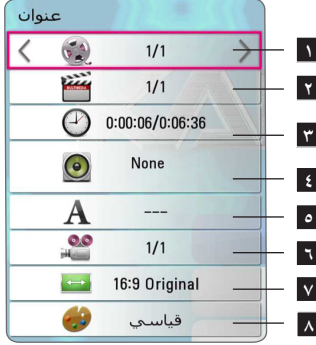 عنوان
1/1 ١
1/1 ٢
0:00:06/0:06:36 ٣
None ٤
A --- ٥
1/1 ٦
16:9 Original ٧
قياسي ٨